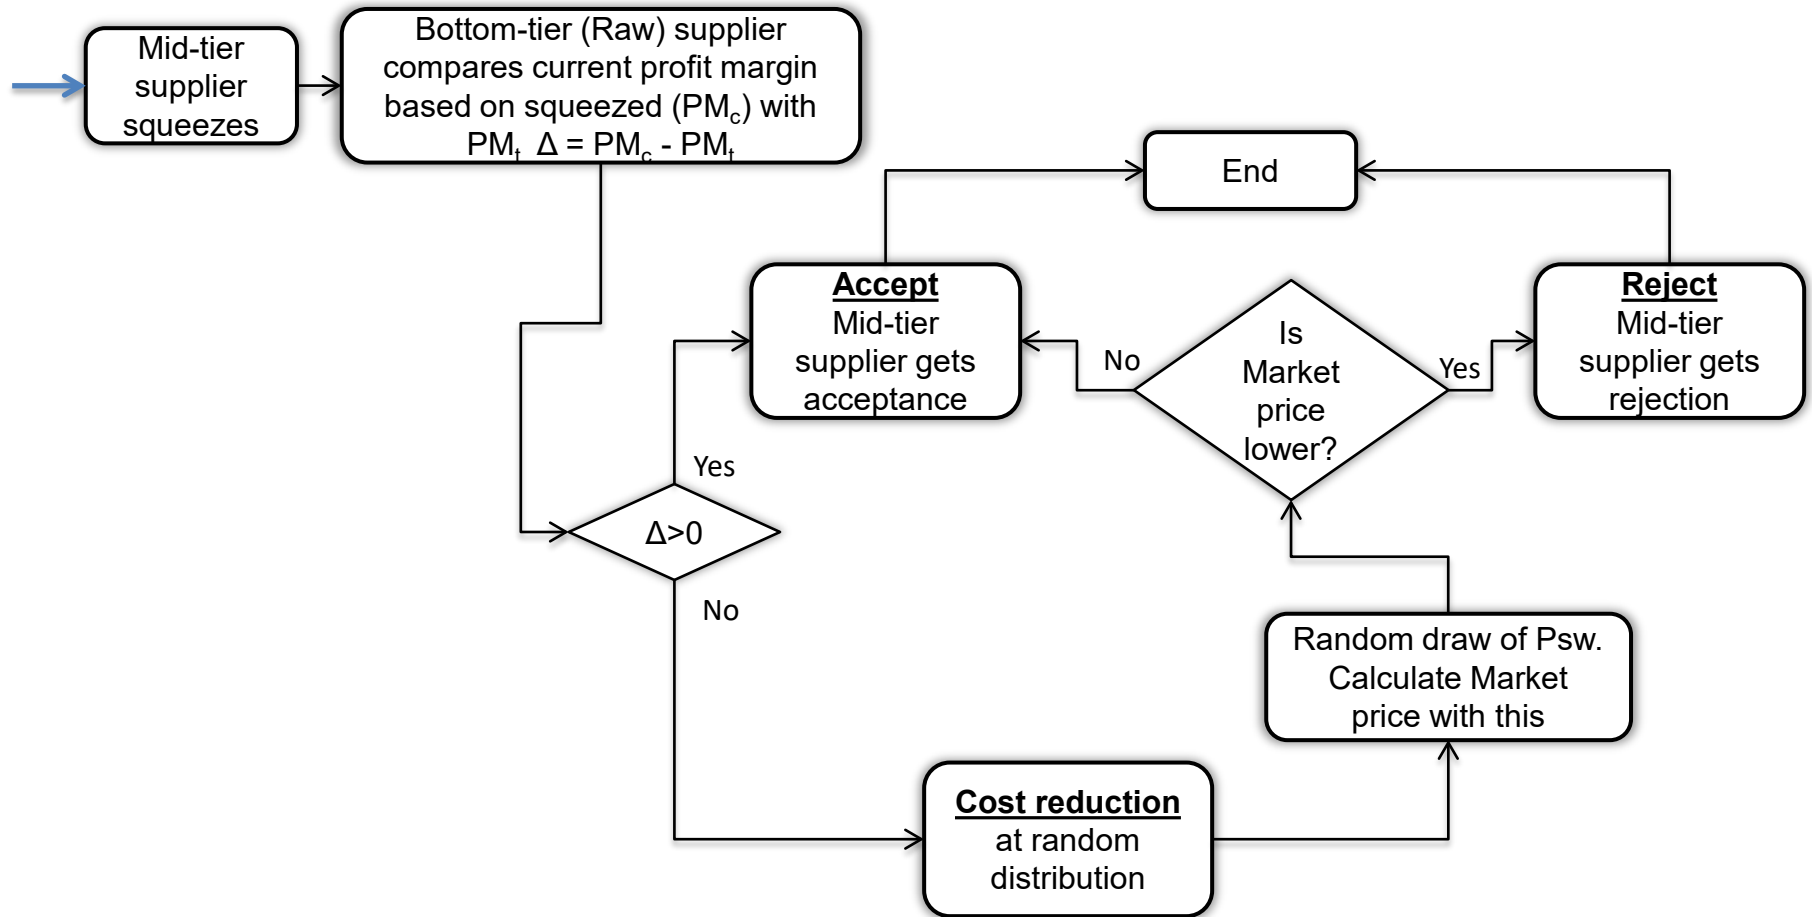 Mid-tier
supplier
squeezes
Bottom-tier (Raw) supplier
compares current profit margin
based on squeezed (PMc) with
PMt Δ = PMc - PMt
End
Accept
Mid-tier
supplier gets
acceptance
No
Is
Market
price
lower?
Yes
Reject
Mid-tier
supplier gets
rejection
Yes
Δ>0
No
Random draw of Psw.
Calculate Market
price with this
Cost reduction
at random
distribution